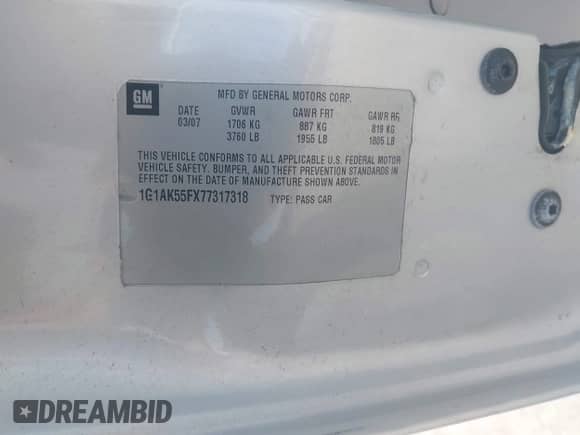 GM
MFD BY GENERAL MOTORS CORP.
DATE GVWR GAWR FRT GAWR RR
03/07 1706 KG 887 KG 819 KG
3760 LB 1955 LB 1805 LB
THIS VEHICLE CONFORMS TO ALL APPLICABLE U.S. FEDERAL MOTOR
VEHICLE SAFETY, BUMPER, AND THEFT PREVENTION STANDARDS IN
EFFECT ON THE DATE OF MANUFACTURE SHOWN ABOVE.
1G1AK55FX77317318 TYPE: PASS CAR
DREAMBID